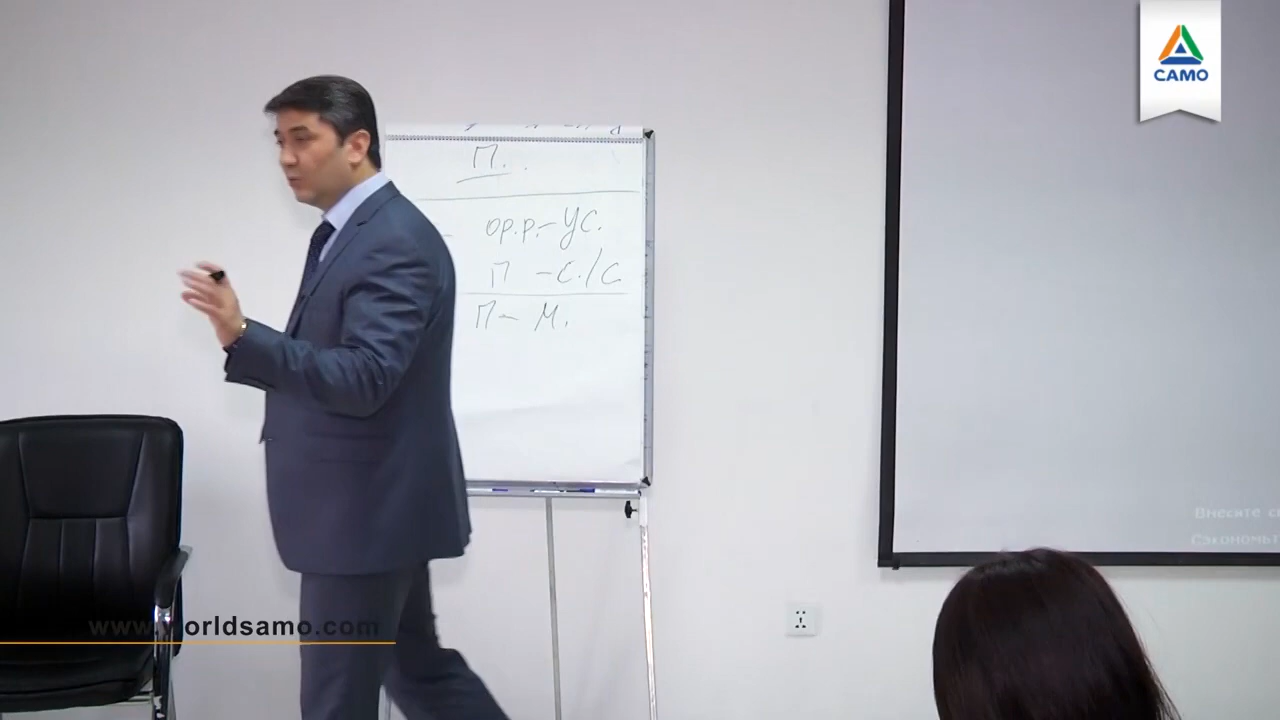 САМО
П.
ор.р.-УС.
П -С./С
П- М.
Внесите
Сэкономьт
www.worldsamo.com